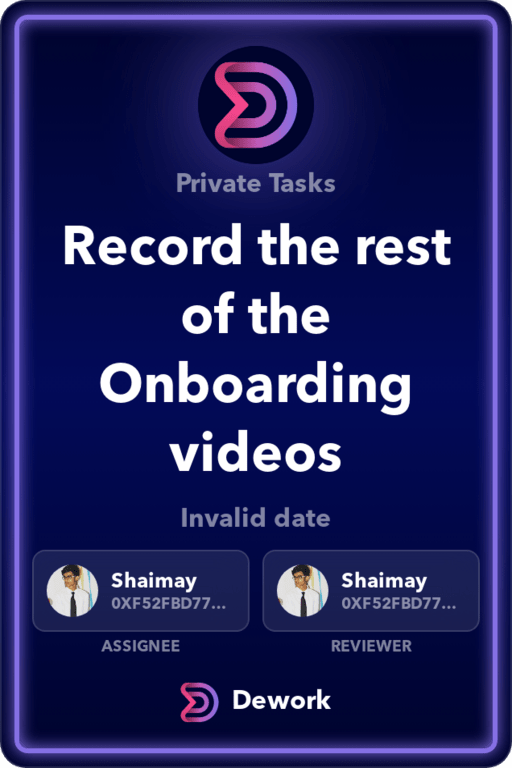 Private Tasks
Record the rest
of the
Onboarding
videos
Invalid date
Shaimay
0XF52FBD77...
Shaimay
0XF52FBD77...
ASSIGNEE
REVIEWER
Dework